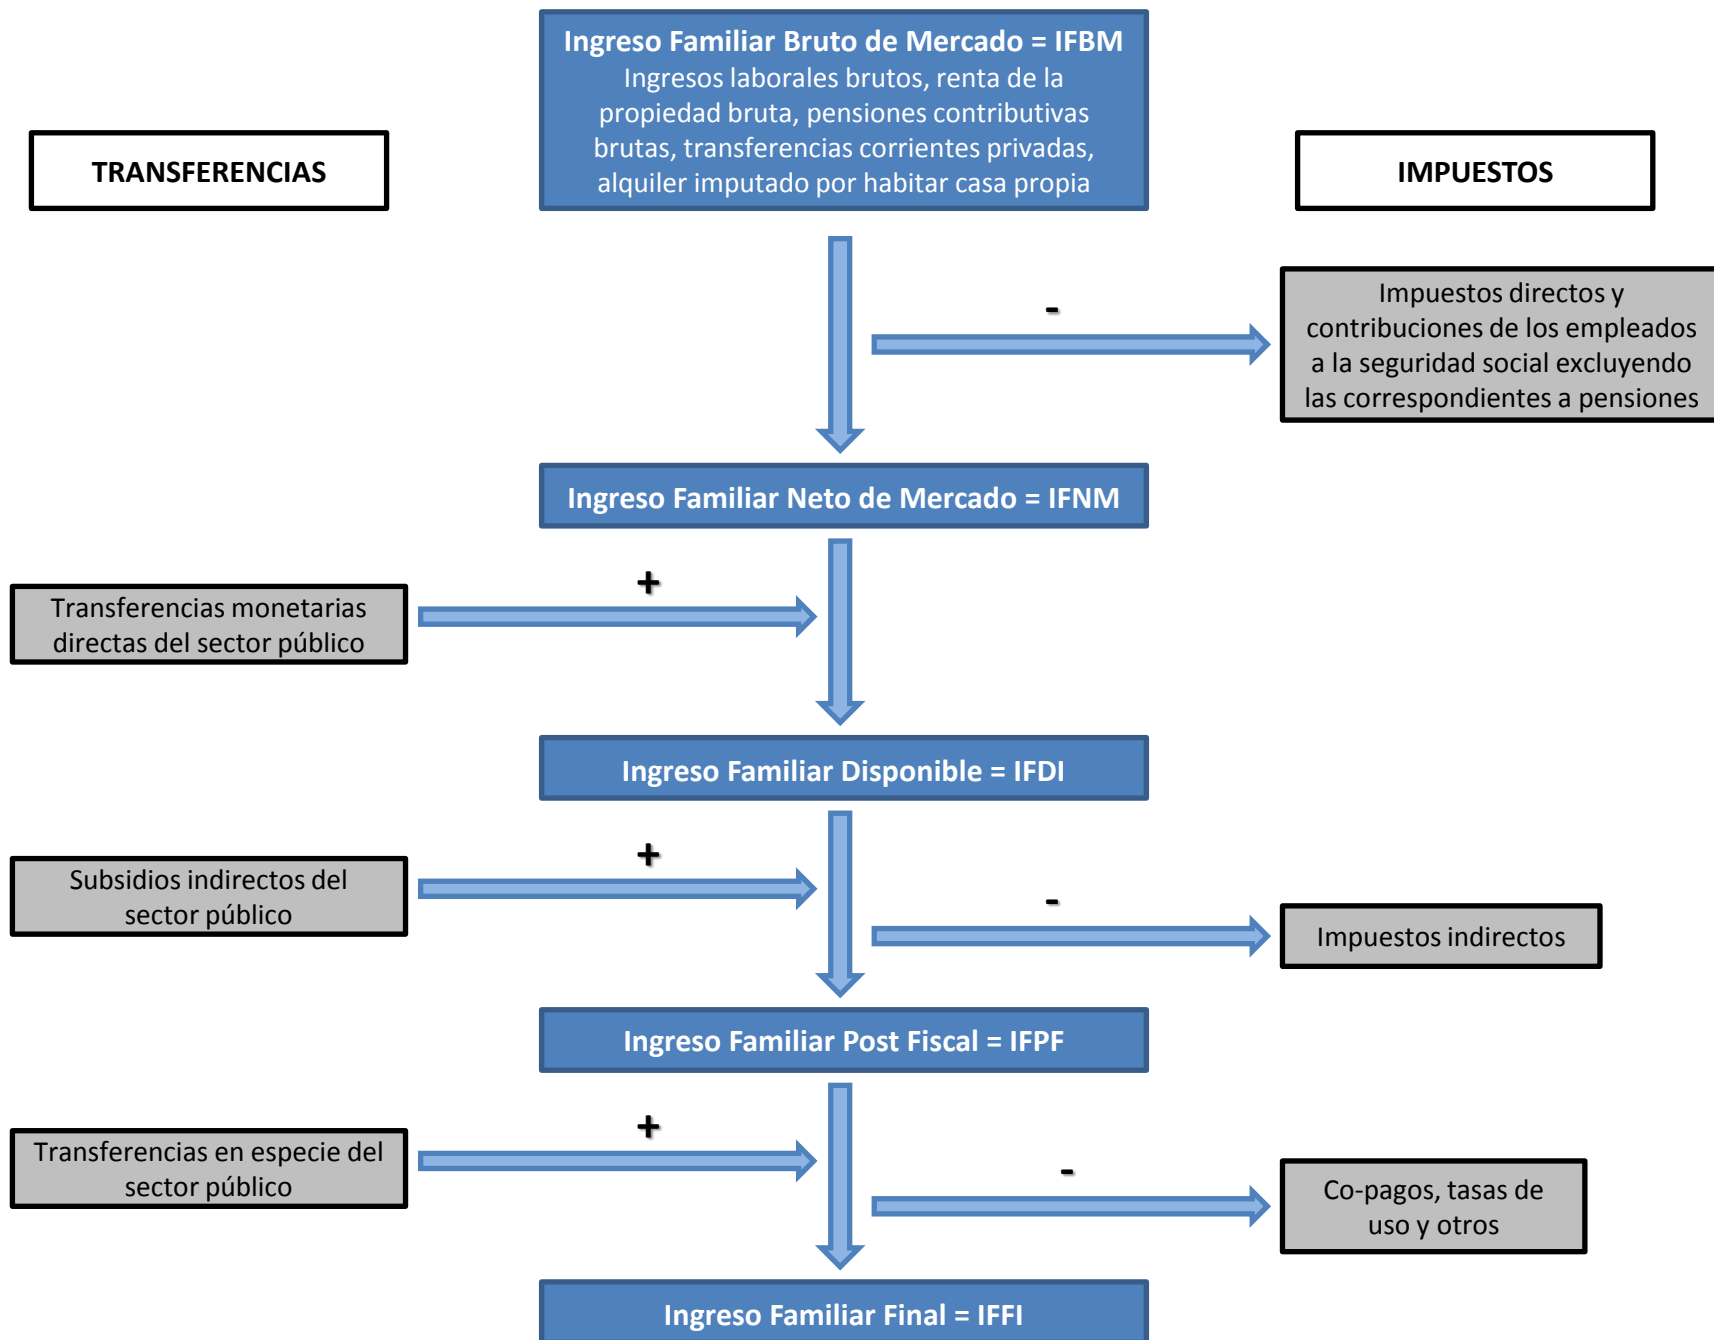 Ingreso Familiar Bruto de Mercado = IFBM
Ingresos laborales brutos, renta de la
propiedad bruta, pensiones contributivas
brutas, transferencias corrientes privadas,
alquiler imputado por habitar casa propia
TRANSFERENCIAS
IMPUESTOS
-
Impuestos directos y
contribuciones de los empleados
a la seguridad social excluyendo
las correspondientes a pensiones
Ingreso Familiar Neto de Mercado = IFNM
+
Transferencias monetarias
directas del sector público
Ingreso Familiar Disponible = IFDI
+
Subsidios indirectos del
sector público
-
Impuestos indirectos
Ingreso Familiar Post Fiscal = IFPF
+
Transferencias en especie del
sector público
-
Co-pagos, tasas de
uso y otros
Ingreso Familiar Final = IFFI